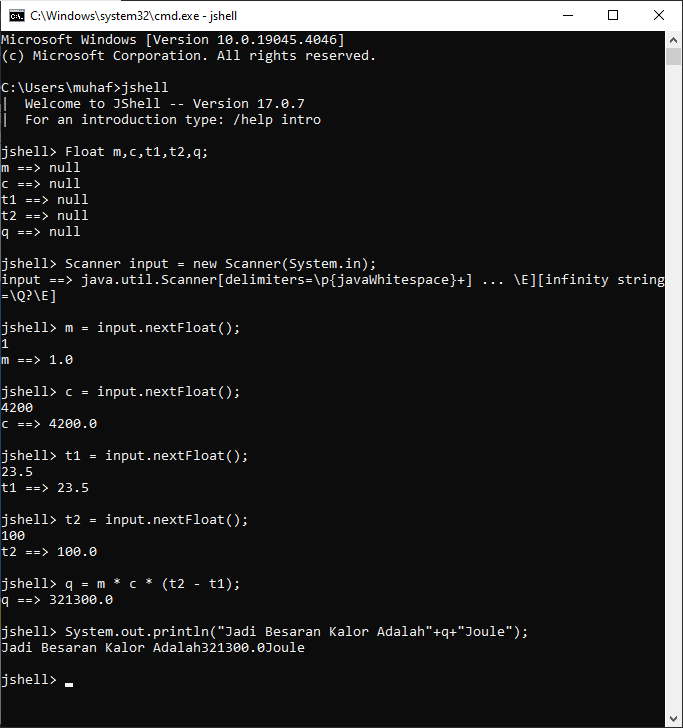 C:\Windows\system32\cmd.exe - jshell
Microsoft Windows [Version 10.0.19045.4046]
(c) Microsoft Corporation. All rights reserved.
C:\Users\muhaf>jshell
|  Welcome to JShell -- Version 17.0.7
|  For an introduction type: /help intro
jshell> Float m,c,t1,t2,q;
m ==> null
c ==> null
t1 ==> null
t2 ==> null
q ==> null
jshell> Scanner input = new Scanner(System.in);
input ==> java.util.Scanner[delimiters=\p{javaWhitespace}+] ... \E][infinity string
=\Q?\E]
jshell> m = input.nextFloat();
1
m ==> 1.0
jshell> c = input.nextFloat();
4200
c ==> 4200.0
jshell> t1 = input.nextFloat();
23.5
t1 ==> 23.5
jshell> t2 = input.nextFloat();
100
t2 ==> 100.0
jshell> q = m * c * (t2 - t1);
q ==> 321300.0
jshell> System.out.println("Jadi Besaran Kalor Adalah"+q+"Joule");
Jadi Besaran Kalor Adalah321300.0Joule
jshell>